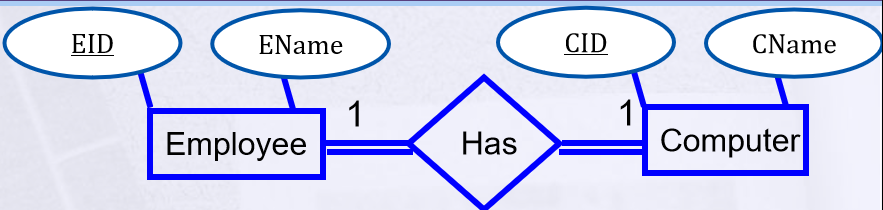 EID
EName
CID
CName
1
1
Employee
Has
Computer